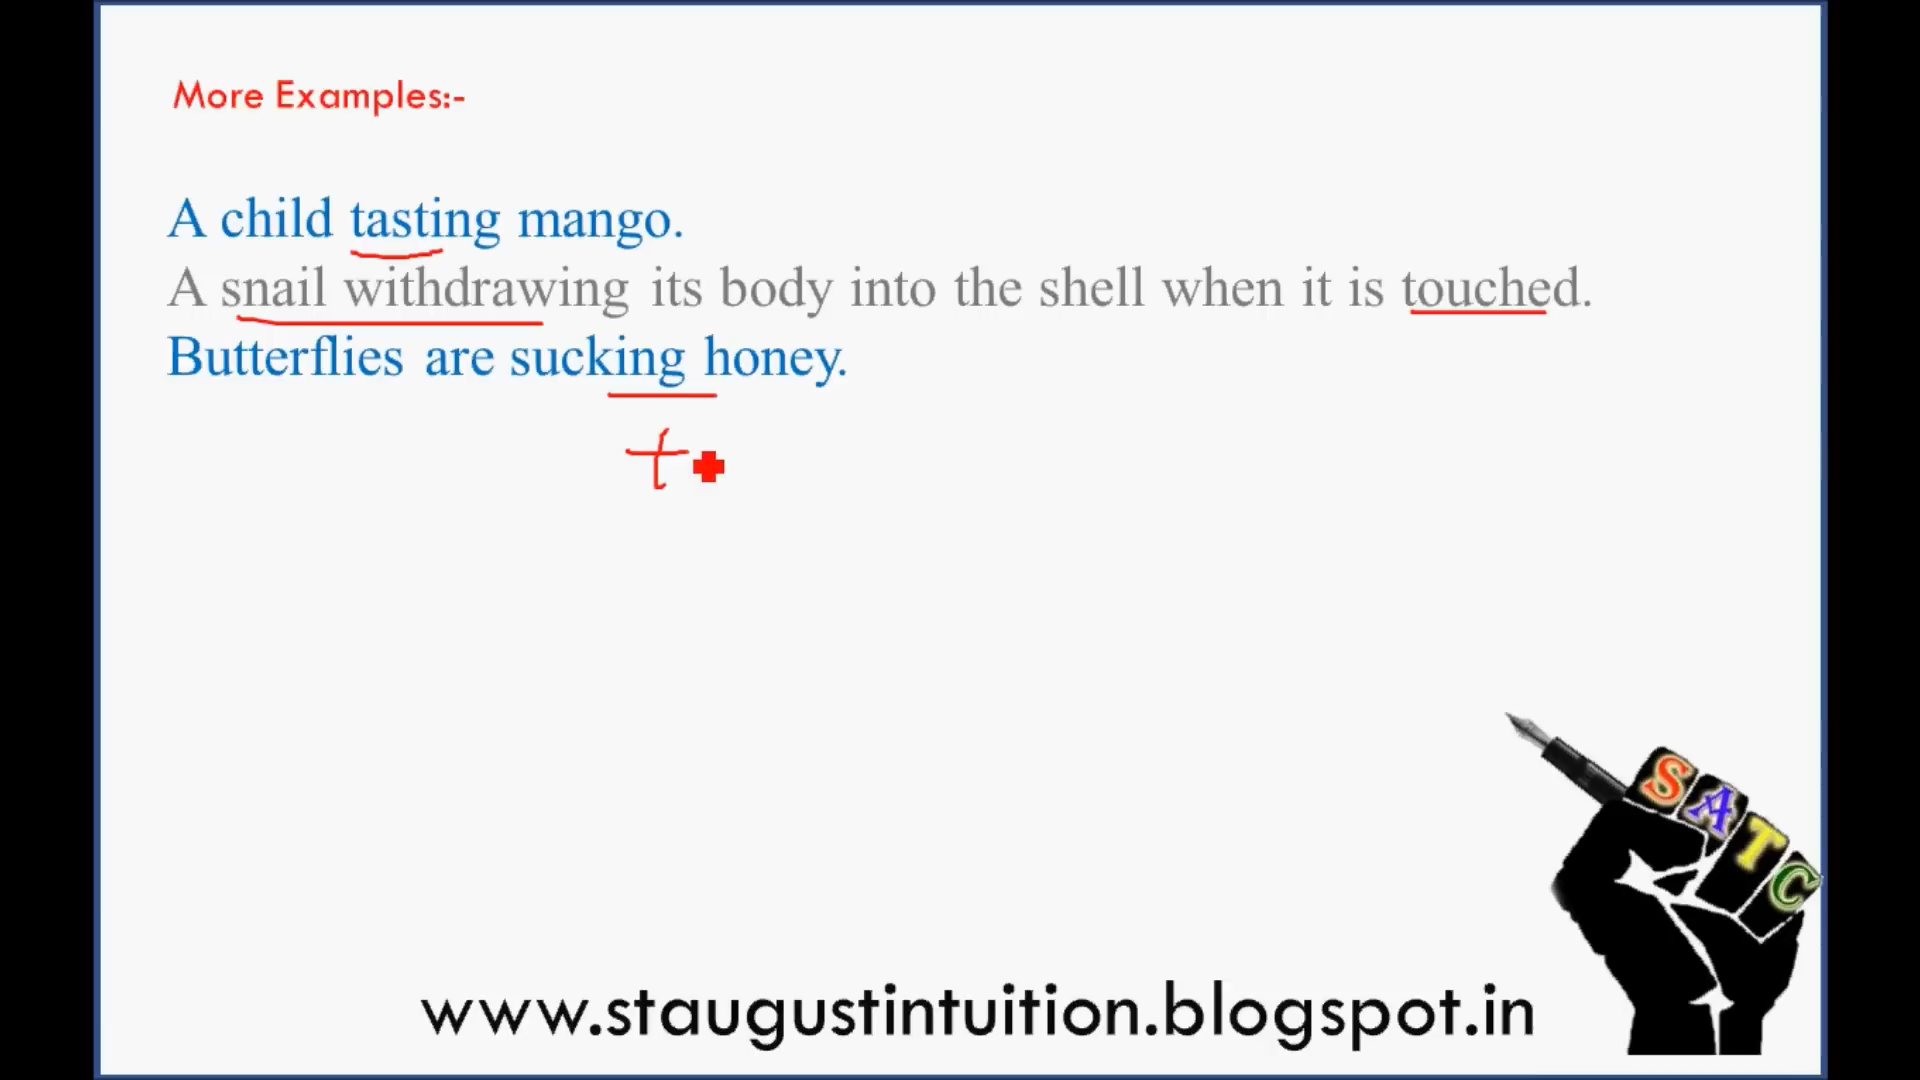 More Examples:-
A child tasting mango.
A snail withdrawing its body into the shell when it is touched.
Butterflies are sucking honey.
t
SATC
www.staugustintuition.blogspot.in